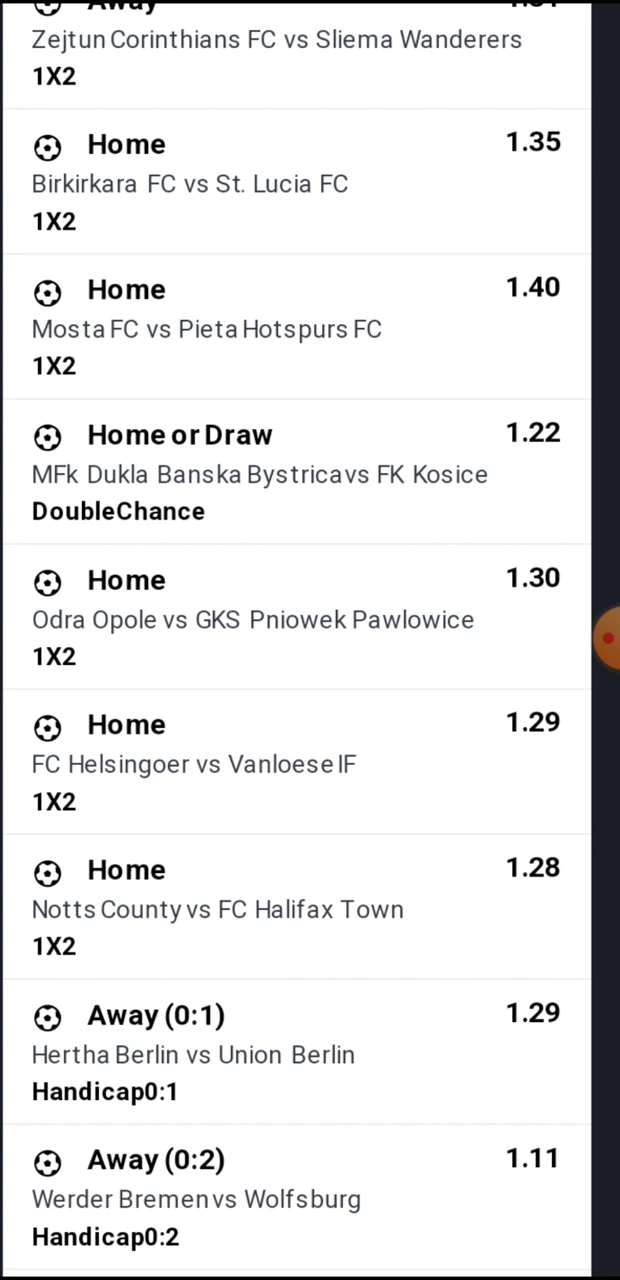 Zejtun Corinthians FC vs Sliema Wanderers
1X2
Home 1.35
Birkirkara FC vs St. Lucia FC
1X2
Home 1.40
Mosta FC vs Pieta Hotspurs FC
1X2
Home or Draw 1.22
MFk Dukla Banska Bystricavs FK Kosice
DoubleChance
Home 1.30
Odra Opole vs GKS Pniowek Pawlowice
1X2
Home 1.29
FC Helsingoer vs Vanloese IF
1X2
Home 1.28
Notts County vs FC Halifax Town
1X2
Away (0:1) 1.29
Hertha Berlin vs Union Berlin
Handicap0:1
Away (0:2) 1.11
Werder Bremenvs Wolfsburg
Handicap0:2